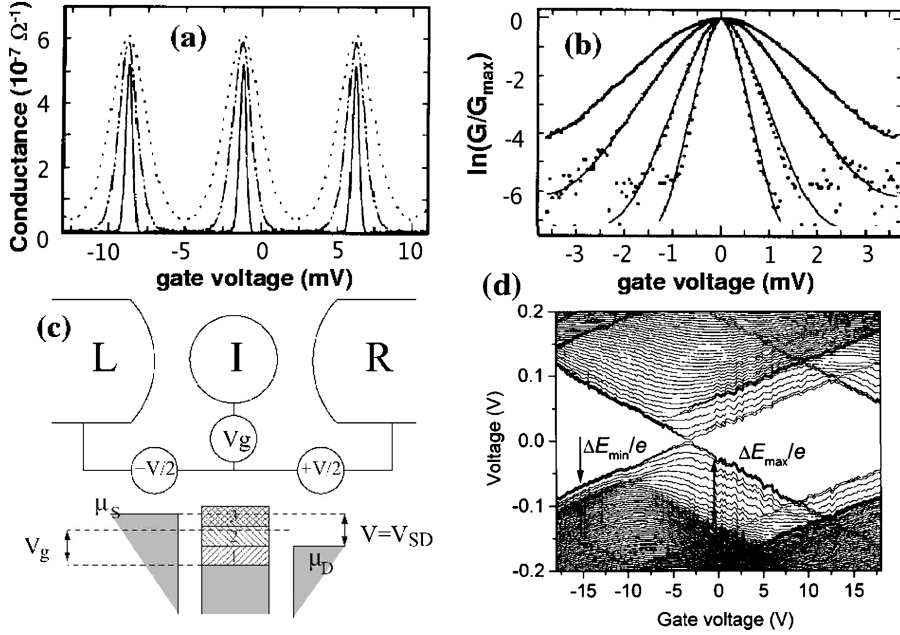 (a)
Conductance (10⁻⁷ Ω⁻¹)
6
4
2
0
-10 -5 0 5 10
gate voltage (mV)
(b)
ln(G/Gmax)
0
-2
-4
-6
-3 -2 -1 0 1 2 3
gate voltage (mV)
(c)
L I R
Vg
−V/2 +V/2
μS
3
2
1
Vg
V=VSD
μD
(d)
Voltage (V)
0.2
0.1
0.0
-0.1
-0.2
ΔEmin/e
ΔEmax/e
-15 -10 -5 0 5 10 15
Gate voltage (V)